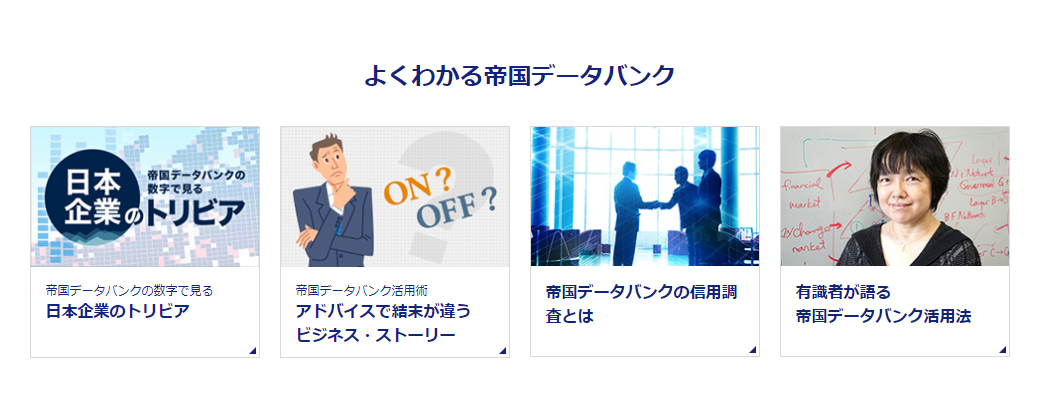 よくわかる帝国データバンク
日本
企業の
帝国データバンクの
数字で見る
トリビア
ON?
OFF?
financial
market
exchange
market
Government
帝国データバンクの数字で見る
日本企業のトリビア
帝国データバンク活用術
アドバイスで結末が違う
ビジネス・ストーリー
帝国データバンクの信用調
査とは
有識者が語る
帝国データバンク活用法